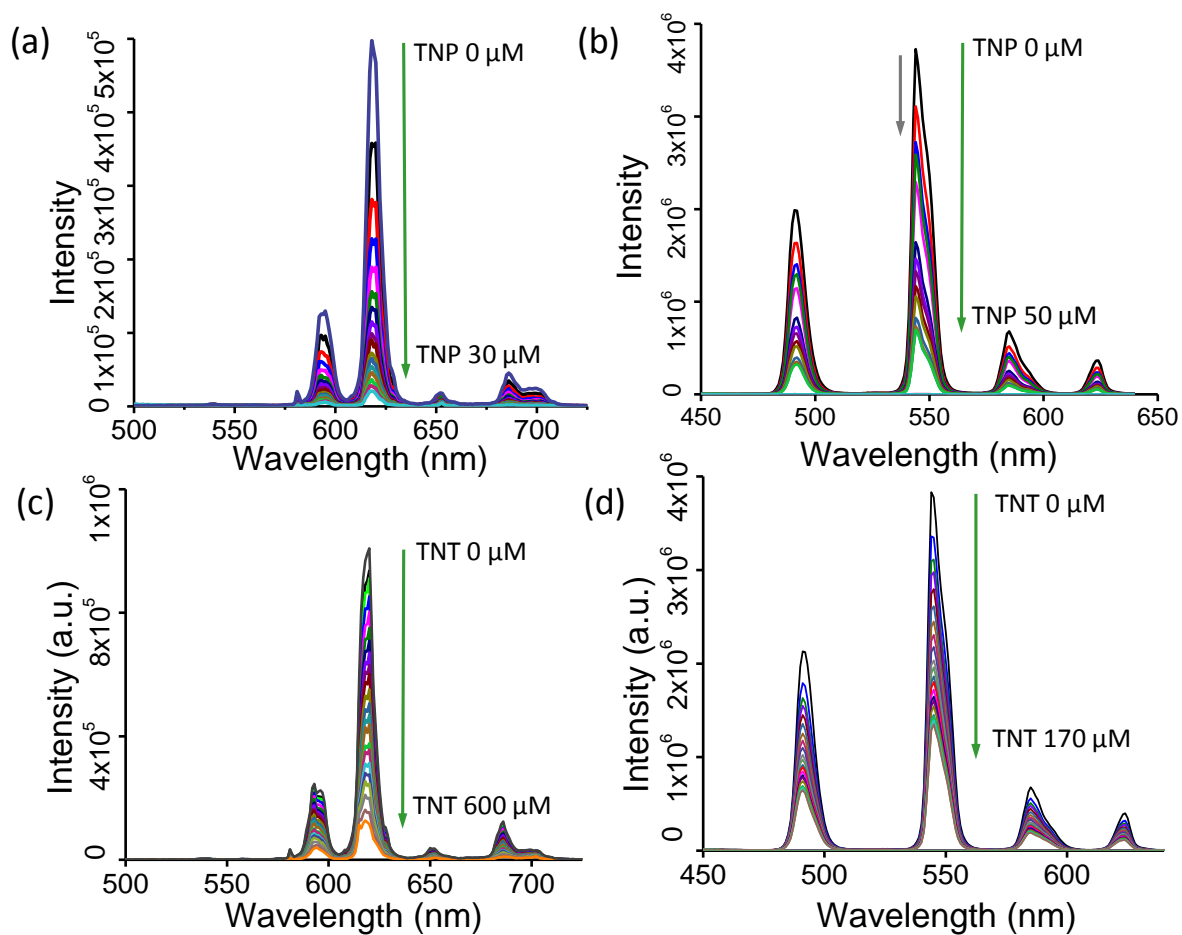 (a)
TNP 0 µM
TNP 30 µM
Intensity
0 1x10⁵ 2x10⁵ 3x10⁵ 4x10⁵ 5x10⁵
500 550 600 650 700
Wavelength (nm)
(b)
TNP 0 µM
TNP 50 µM
Intensity
0 1x10⁶ 2x10⁶ 3x10⁶ 4x10⁶
450 500 550 600 650
Wavelength (nm)
(c)
TNT 0 µM
TNT 600 µM
Intensity (a.u.)
0 4x10⁵ 8x10⁵ 1x10⁶
500 550 600 650 700
Wavelength (nm)
(d)
TNT 0 µM
TNT 170 µM
Intensity (a.u.)
0 1x10⁶ 2x10⁶ 3x10⁶ 4x10⁶
450 500 550 600
Wavelength (nm)